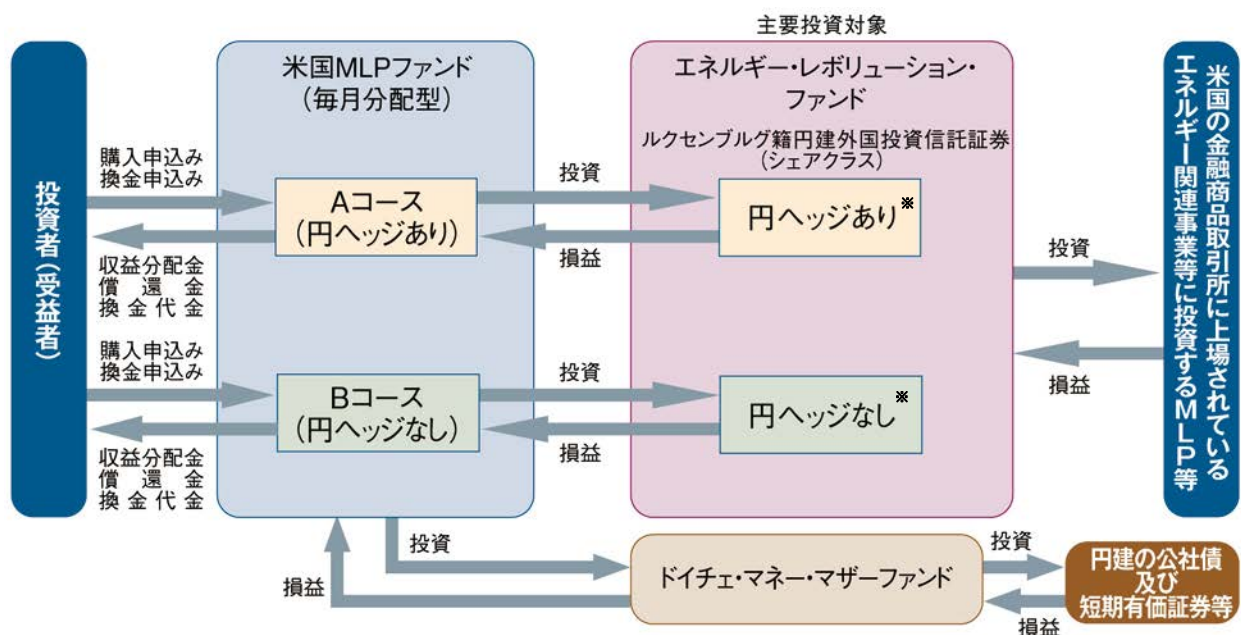 主要投資対象
投資者(受益者)
購入申込み
換金申込み
収益分配金
償還金
換金代金
購入申込み
換金申込み
収益分配金
償還金
換金代金
米国MLPファンド
(毎月分配型)
Aコース
(円ヘッジあり)
Bコース
(円ヘッジなし)
投資
損益
投資
損益
エネルギー・レボリューション・
ファンド
ルクセンブルグ籍円建外国投資信託証券
(シェアクラス)
円ヘッジあり※
円ヘッジなし※
投資
損益
米国の金融商品取引所に上場されている
エネルギー関連事業等に投資するMLP等
投資
損益
ドイチェ・マネー・マザーファンド
投資
損益
円建の公社債
及び
短期有価証券等